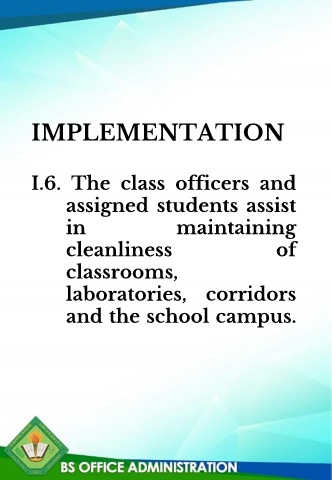 IMPLEMENTATION
I.6. The class officers and
assigned students assist
in maintaining
cleanliness of
classrooms,
laboratories, corridors
and the school campus.
BS OFFICE ADMINISTRATION